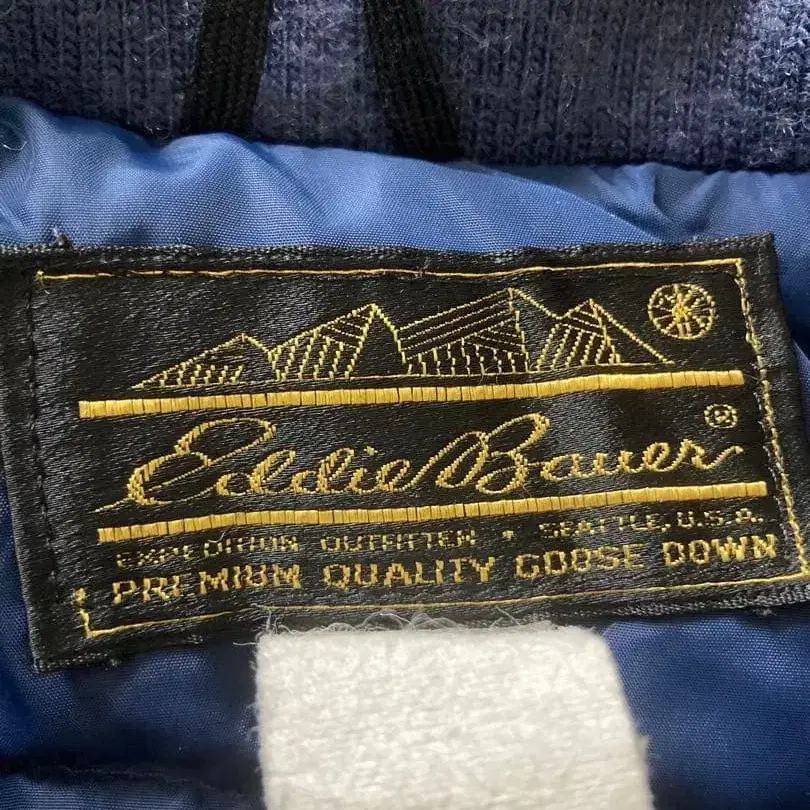 Eddie Bauer ®
EXPEDITION OUTFITTER • SEATTLE, U.S.A.
PREMIUM QUALITY GOOSE DOWN